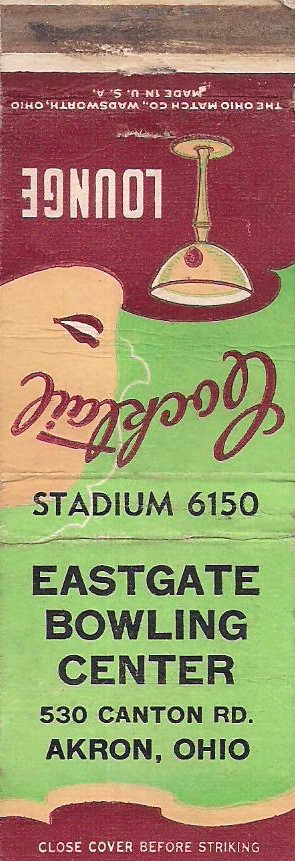 THE OHIO MATCH CO., WADSWORTH, OHIO
MADE IN U. S. A.
Cocktail
LOUNGE
STADIUM 6150
EASTGATE
BOWLING
CENTER
530 CANTON RD.
AKRON, OHIO
CLOSE COVER BEFORE STRIKING